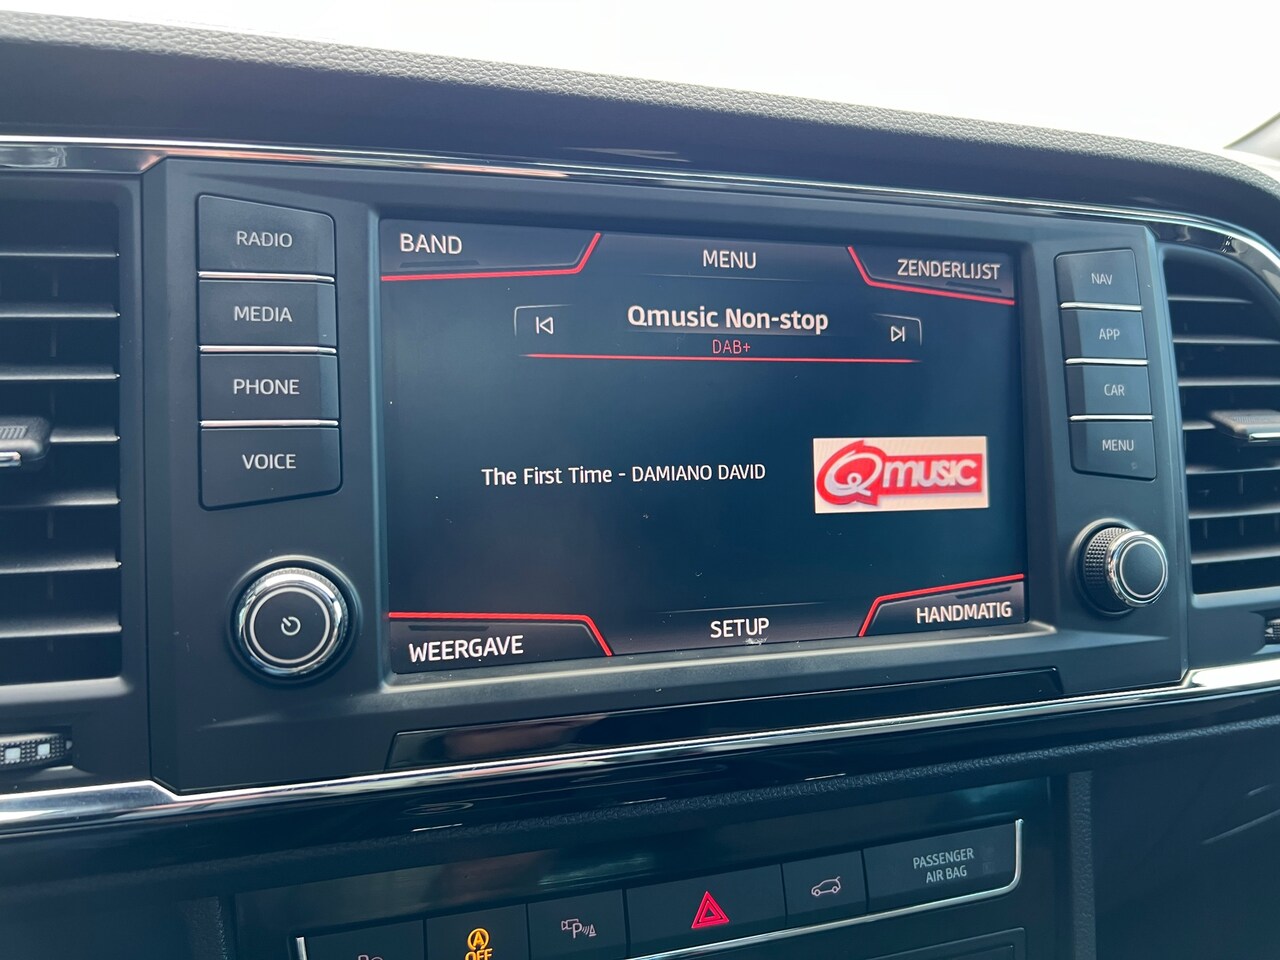 BAND
MENU
ZENDERLIJST
Qmusic Non-stop
DAB+
The First Time - DAMIANO DAVID
Qmusic
WEERGAVE
SETUP
HANDMATIG
RADIO
MEDIA
PHONE
VOICE
NAV
APP
CAR
MENU
A
OFF
P
PASSENGER
AIR BAG